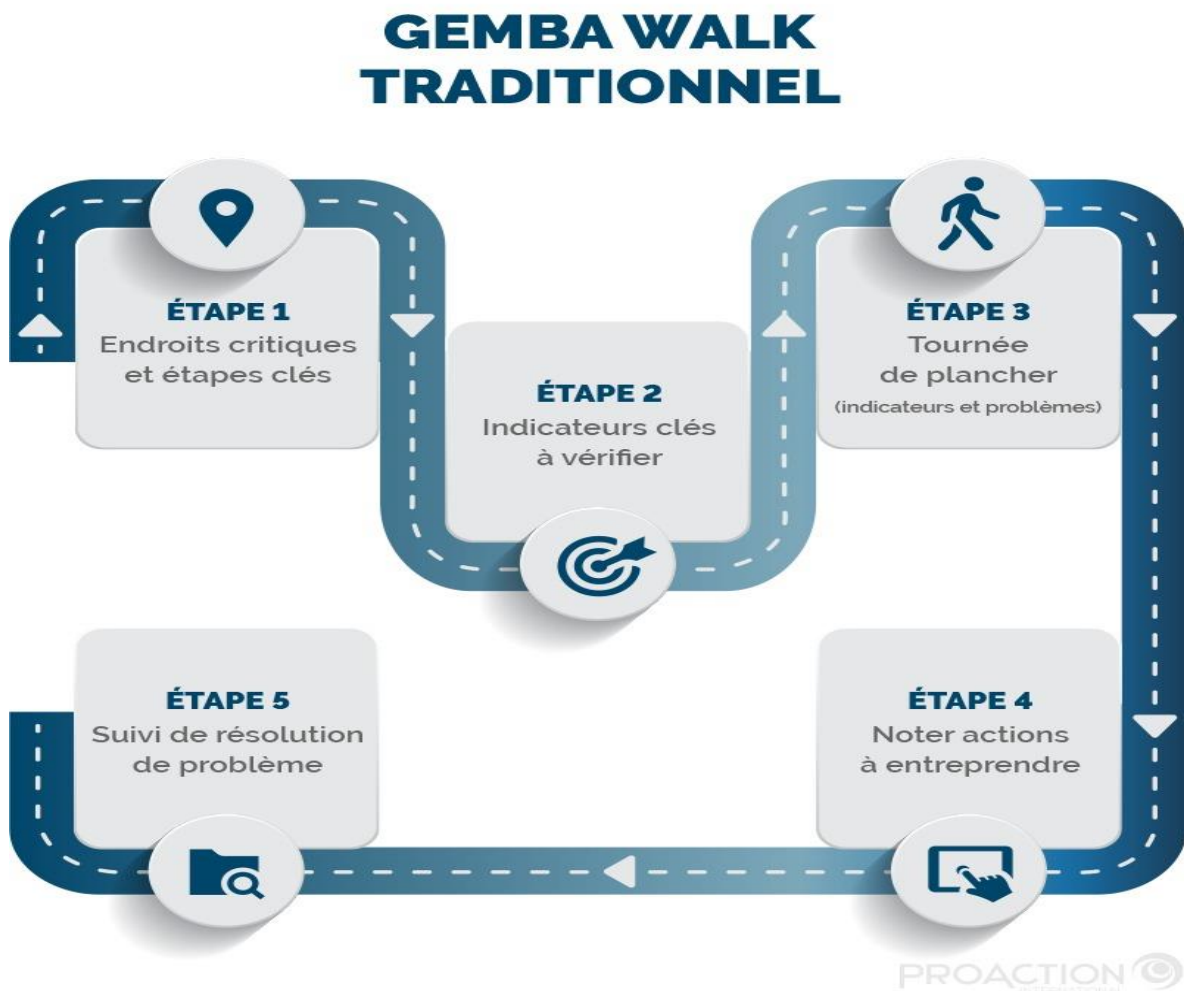 GEMBA WALK
TRADITIONNEL
ÉTAPE 1
Endroits critiques
et étapes clés
ÉTAPE 2
Indicateurs clés
à vérifier
ÉTAPE 3
Tournée
de plancher
(indicateurs et problèmes)
ÉTAPE 4
Noter actions
à entreprendre
ÉTAPE 5
Suivi de résolution
de problème
PROACTION
INTERNATIONAL